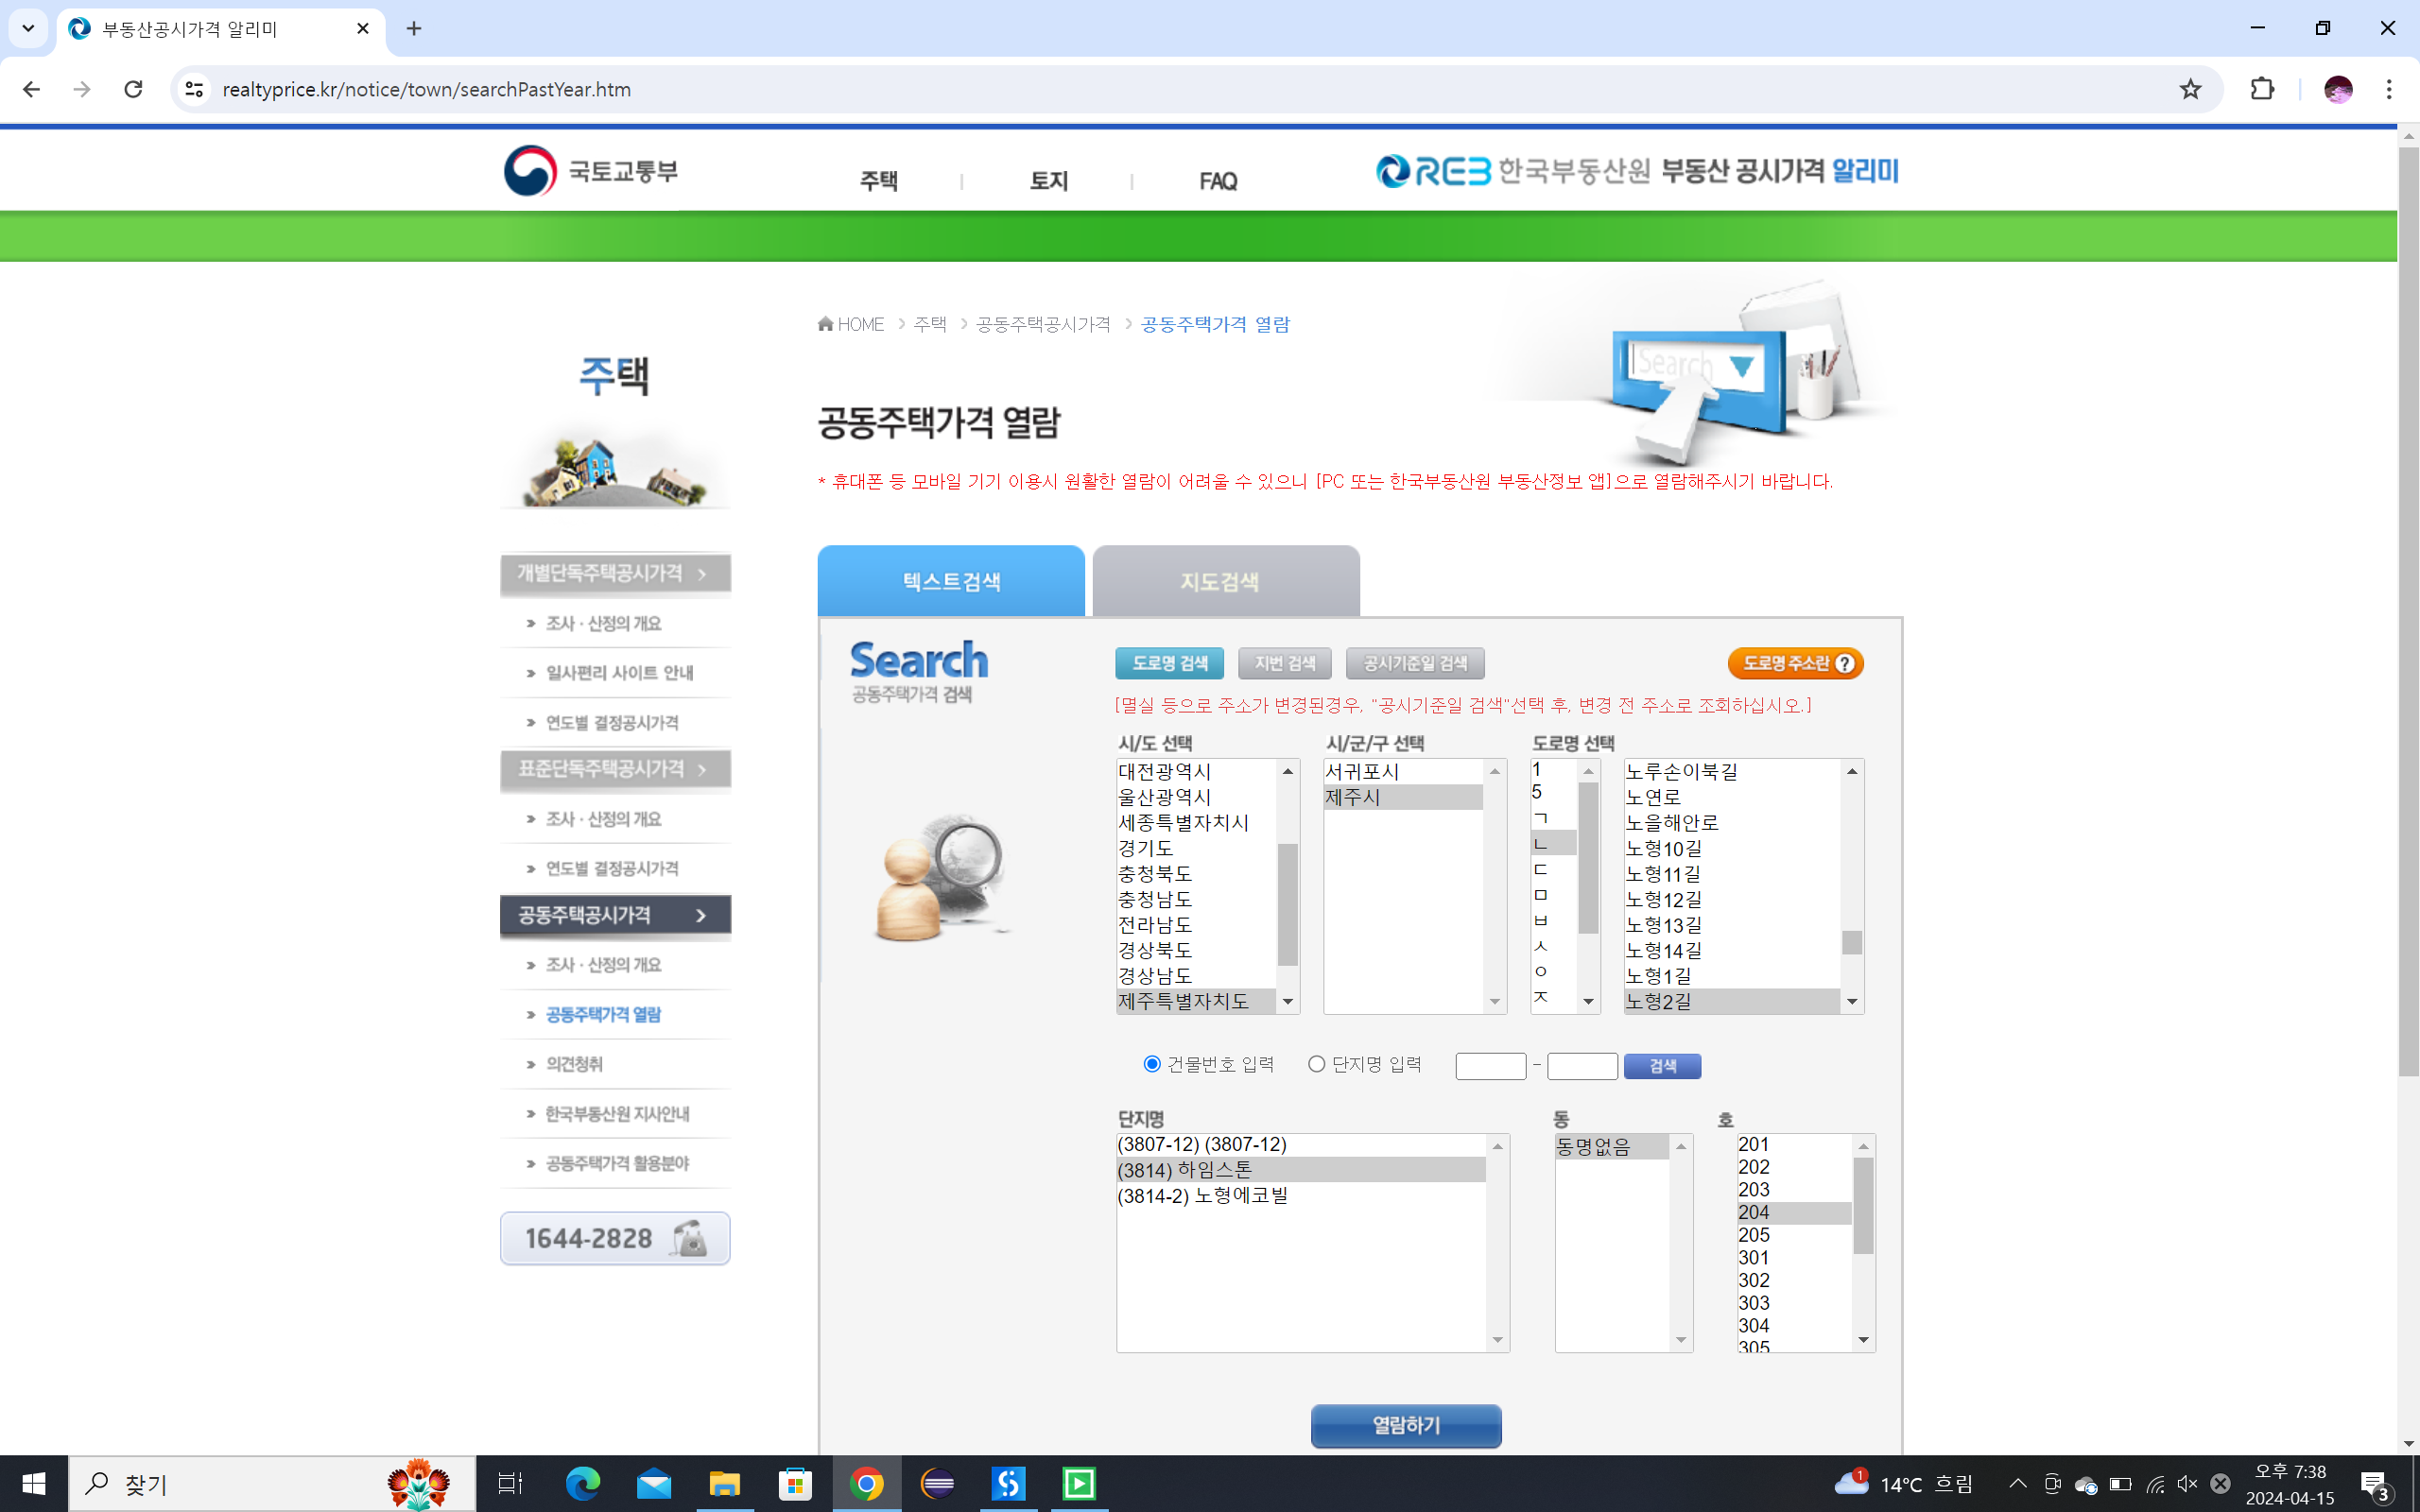 부동산공시가격 알리미
realtyprice.kr/notice/town/searchPastYear.htm
국토교통부
주택
토지
FAQ
REB 한국부동산원 부동산 공시가격 알리미
HOME > 주택 > 공동주택공시가격 > 공동주택가격 열람
Search
주택
공동주택가격 열람
* 휴대폰 등 모바일 기기 이용시 원활한 열람이 어려울 수 있으니 [PC 또는 한국부동산원 부동산정보 앱]으로 열람해주시기 바랍니다.
개별단독주택공시가격
조사ㆍ산정의 개요
일사편리 사이트 안내
연도별 결정공시가격
표준단독주택공시가격
조사ㆍ산정의 개요
연도별 결정공시가격
공동주택공시가격
조사ㆍ산정의 개요
공동주택가격 열람
의견청취
한국부동산원 지사안내
공동주택가격 활용분야
1644-2828
텍스트검색
지도검색
Search
공동주택가격 검색
도로명 검색
지번 검색
공시기준일 검색
도로명 주소란 ?
[멸실 등으로 주소가 변경된경우, "공시기준일 검색"선택 후, 변경 전 주소로 조회하십시오.]
시/도 선택
대전광역시
울산광역시
세종특별자치시
경기도
충청북도
충청남도
전라남도
경상북도
경상남도
제주특별자치도
시/군/구 선택
서귀포시
제주시
도로명 선택
1
5
ㄱ
ㄴ
ㄷ
ㅁ
ㅂ
ㅅ
ㅇ
ㅈ
노루손이북길
노연로
노을해안로
노형10길
노형11길
노형12길
노형13길
노형14길
노형1길
노형2길
건물번호 입력
단지명 입력
-
검색
단지명
(3807-12) (3807-12)
(3814) 하임스톤
(3814-2) 노형에코빌
동
동명없음
호
201
202
203
204
205
301
302
303
304
305
열람하기
찾기
1
14°C 흐림
오후 7:38
2024-04-15
3